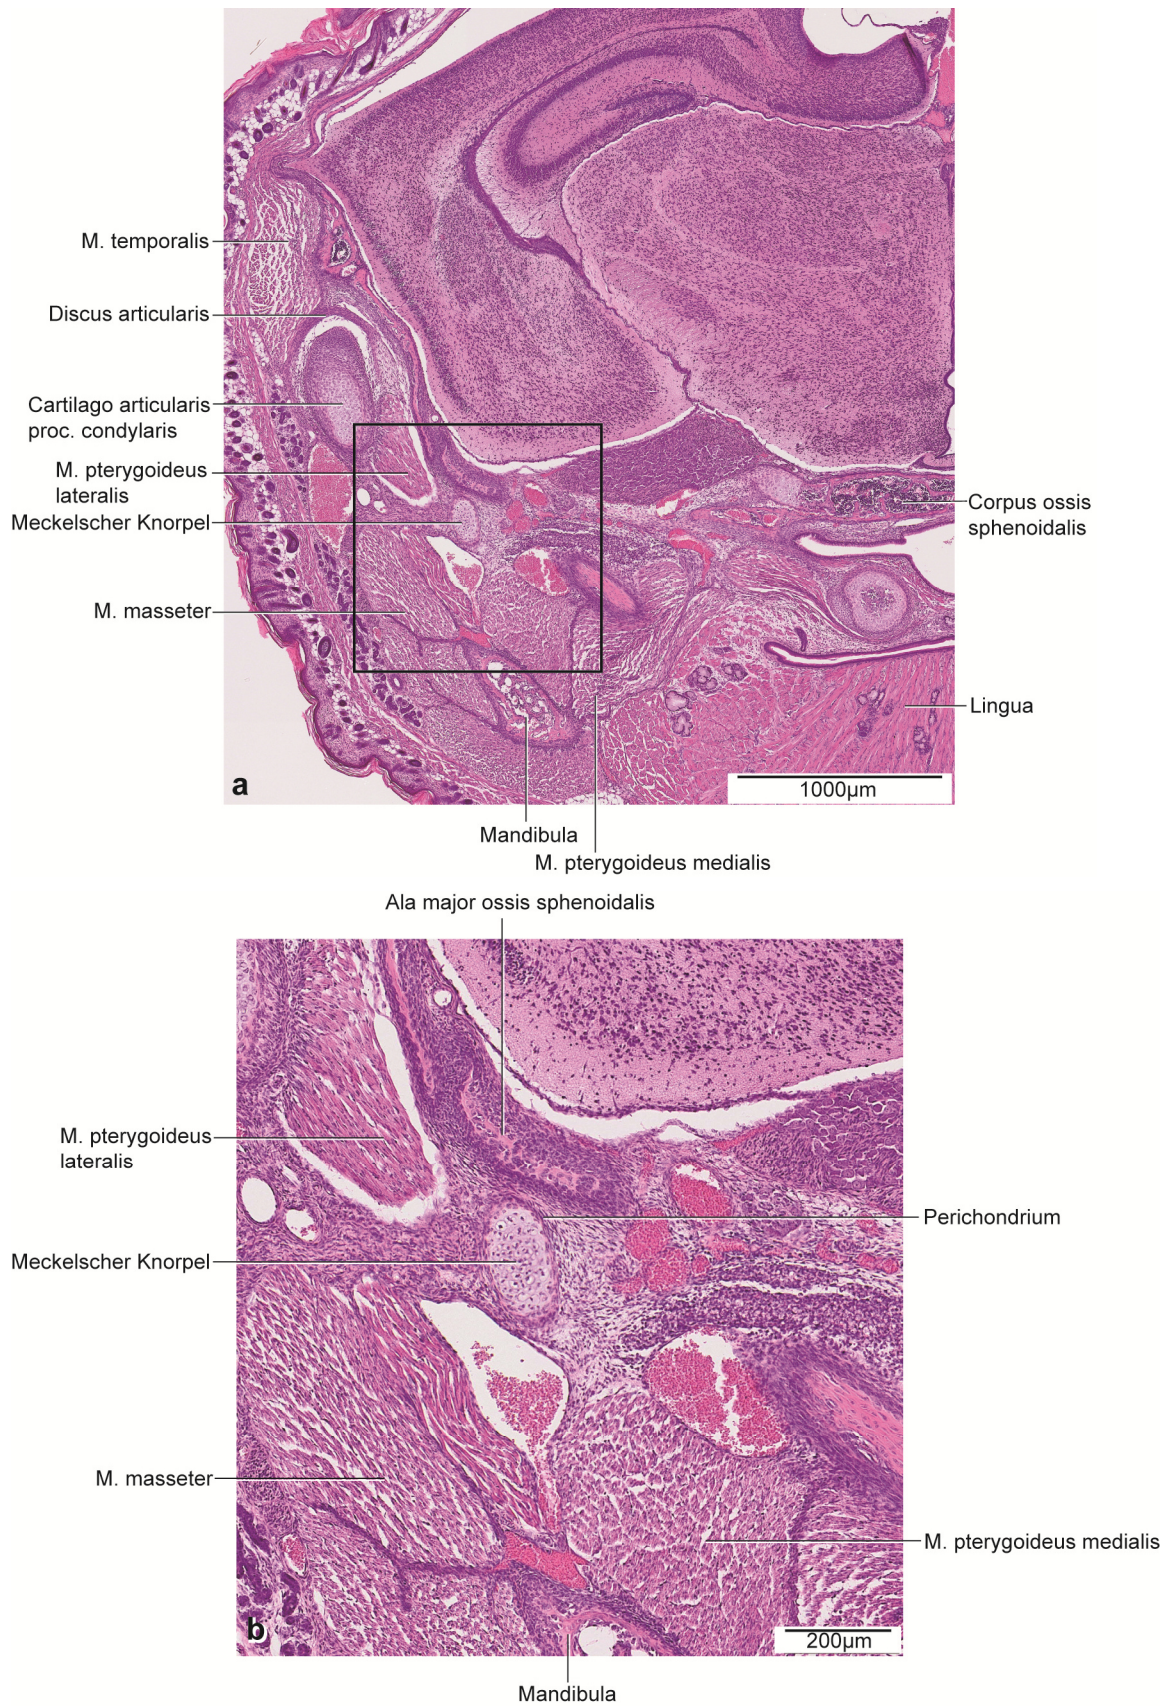 M. temporalis
Discus articularis
Cartilago articularis
proc. condylaris
M. pterygoideus
lateralis
Meckelscher Knorpel
M. masseter
Corpus ossis
sphenoidalis
Lingua
a
1000µm
Mandibula
M. pterygoideus medialis
Ala major ossis sphenoidalis
M. pterygoideus
lateralis
Perichondrium
Meckelscher Knorpel
M. masseter
M. pterygoideus medialis
b
200µm
Mandibula